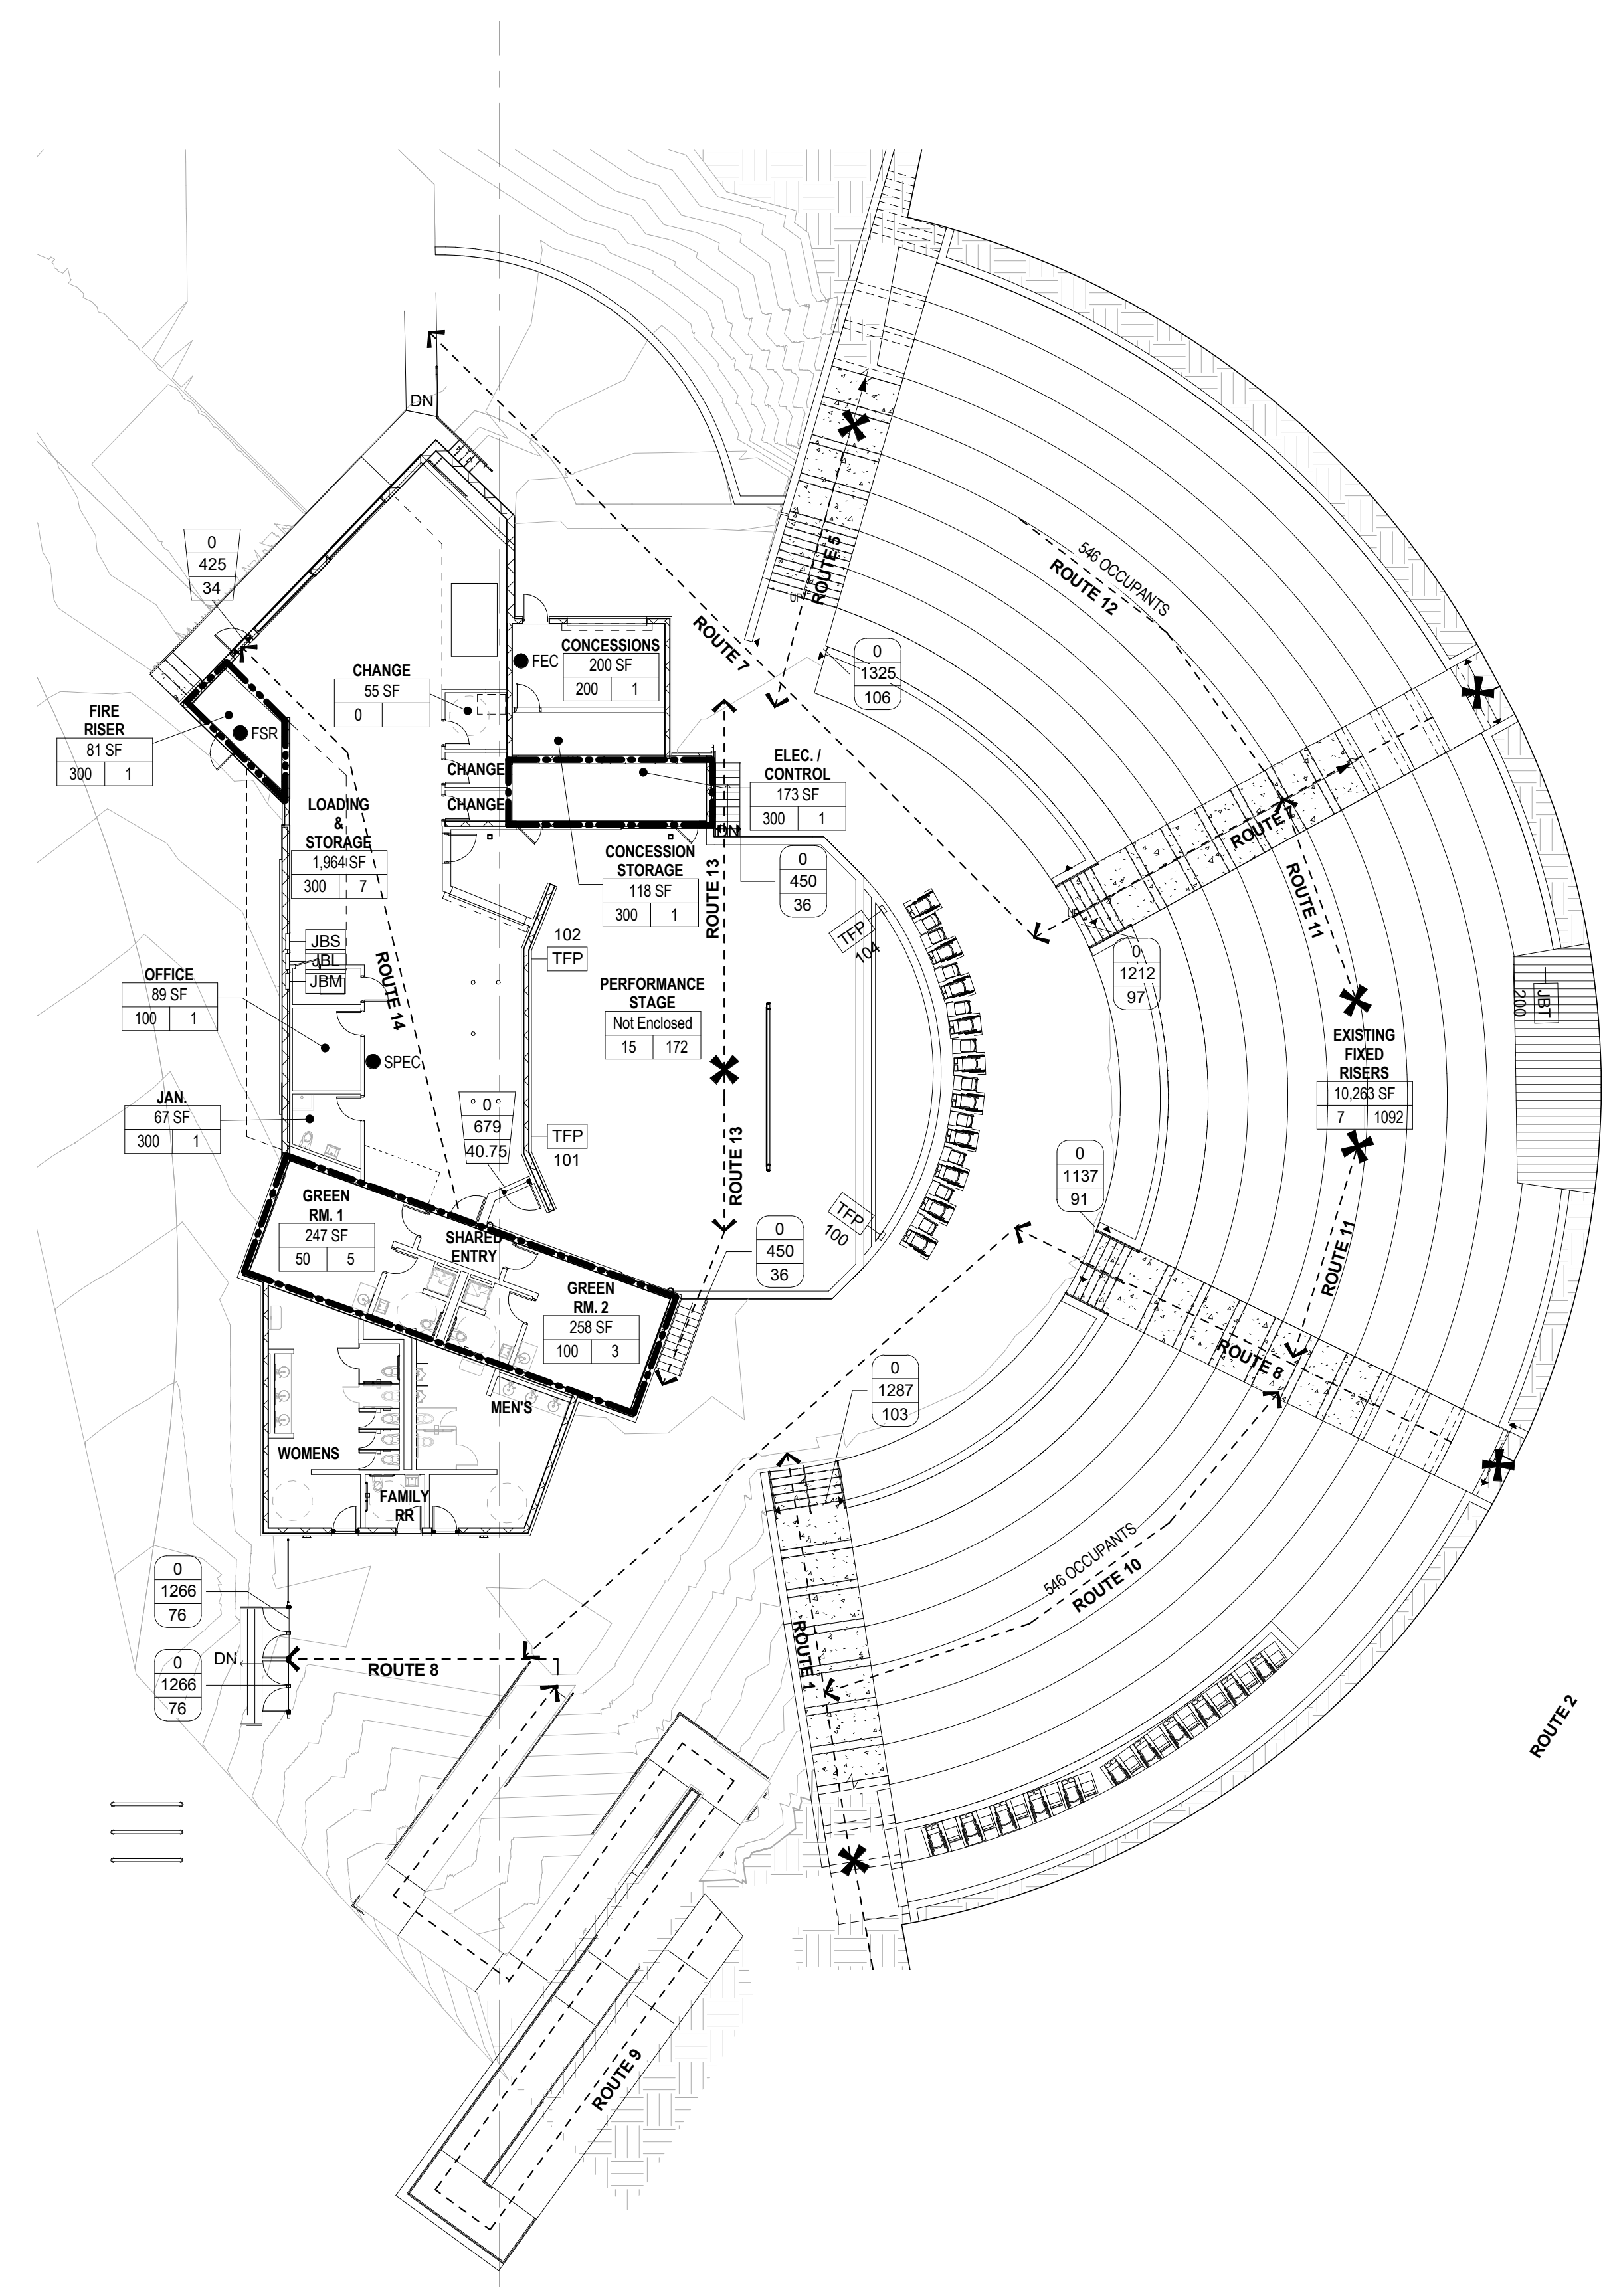 DN
0
425
34
546 OCCUPANTS
ROUTE 12
ROUTE 5
UP
ROUTE 7
CONCESSIONS
200 SF
200 1
FEC
CHANGE
55 SF
0
0
1325
106
FIRE
RISER
81 SF
300 1
FSR
CHANGE
CHANGE
ELEC. /
CONTROL
173 SF
300 1
DN
LOADING
&
STORAGE
1,964 SF
300 7
CONCESSION
STORAGE
118 SF
300 1
0
450
36
ROUTE 13
ROUTE 7
ROUTE 11
UP
0
1212
97
TFP
104
102
TFP
JBS
JBL
JBM
ROUTE 14
OFFICE
89 SF
100 1
PERFORMANCE
STAGE
Not Enclosed
15 172
JBT
200
SPEC
EXISTING
FIXED
RISERS
10,263 SF
7 1092
JAN.
67 SF
300 1
0
679
40.75
TFP
101
ROUTE 13
0
1137
91
GREEN
RM. 1
247 SF
50 5
SHARED
ENTRY
TFP
100
0
450
36
ROUTE 11
GREEN
RM. 2
258 SF
100 3
ROUTE 8
0
1287
103
MEN'S
WOMENS
FAMILY
RR
546 OCCUPANTS
ROUTE 10
ROUTE 1
0
1266
76
DN
0
1266
76
ROUTE 8
ROUTE 2
ROUTE 9